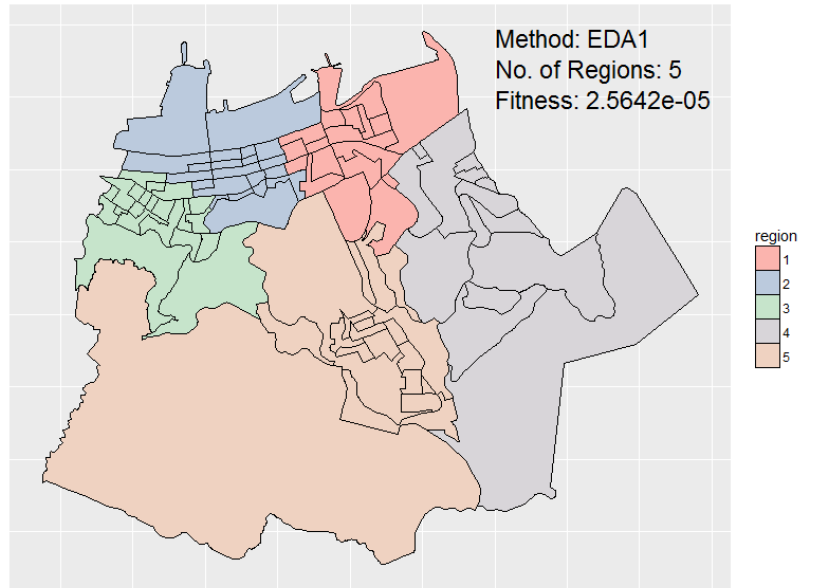 Method: EDA1
No. of Regions: 5
Fitness: 2.5642e-05
region
1
2
3
4
5